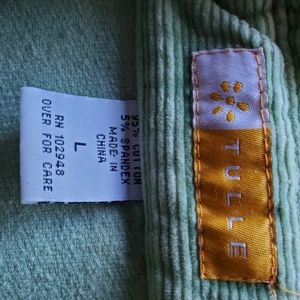 95% COTTON
5% SPANDEX
MADE IN
CHINA
L
RN 102948
OVER FOR CARE
TULLE